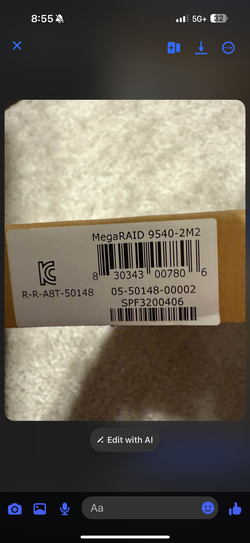 8:55
5G+ 32
MegaRAID 9540-2M2
8 30343 00780 6
R-R-A8T-50148
05-50148-00002
SPF3200406
Edit with AI
Aa